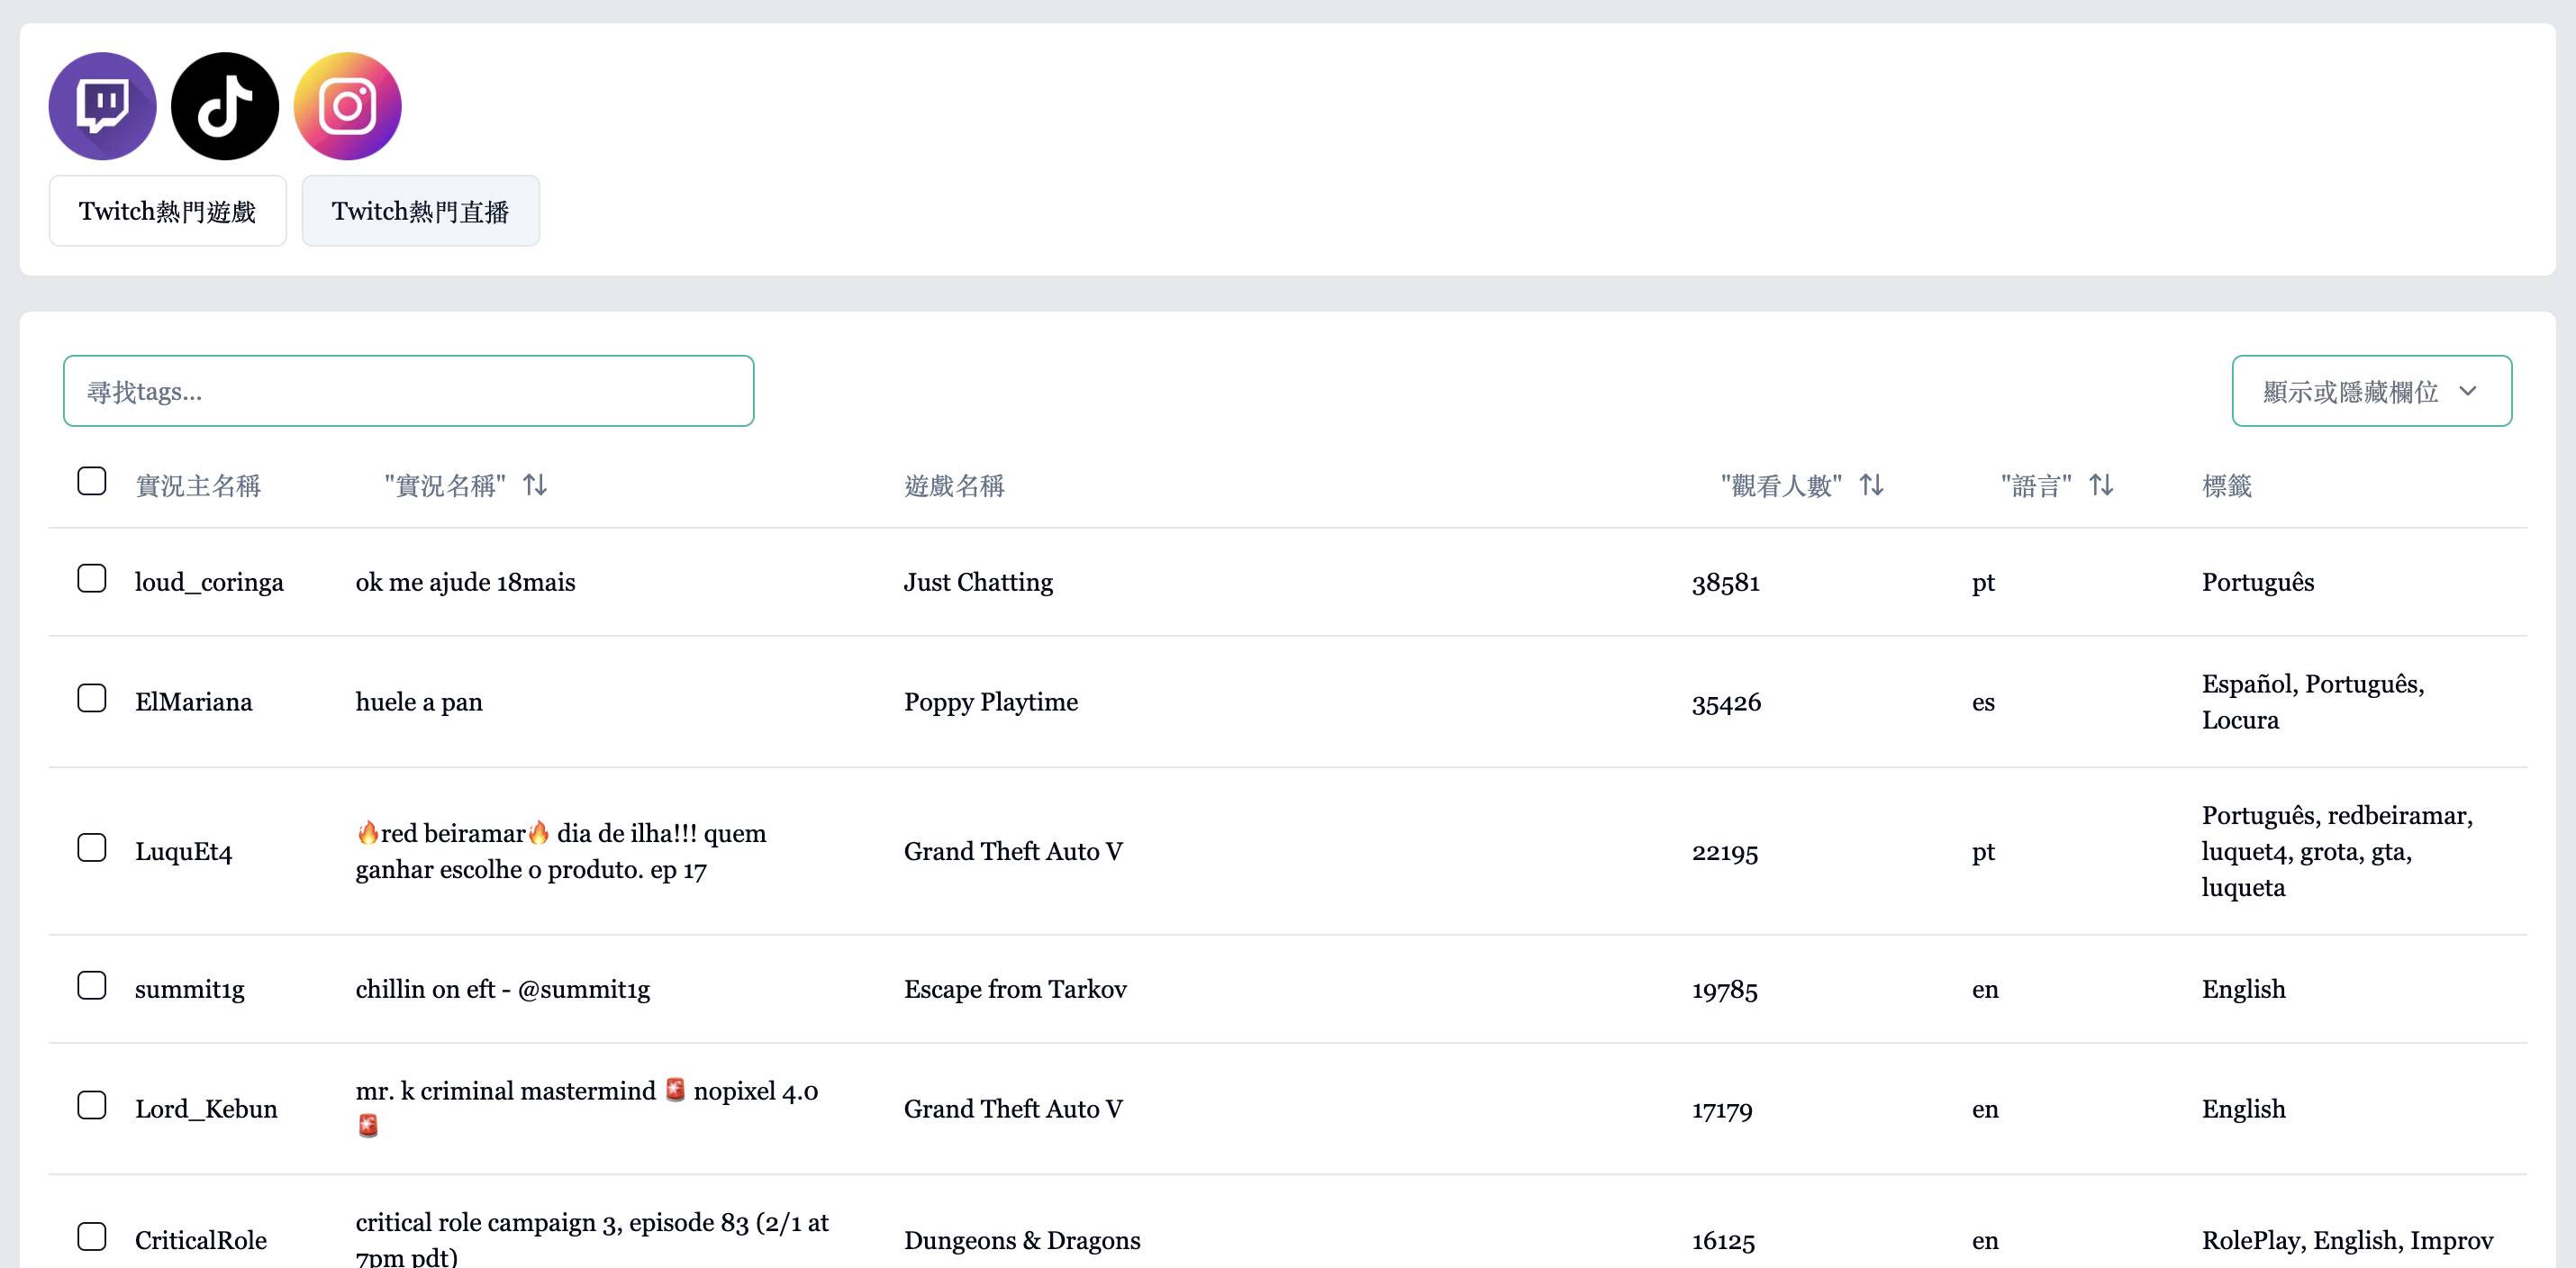 Twitch熱門遊戲 Twitch熱門直播
尋找tags... 顯示或隱藏欄位
實況主名稱 "實況名稱" 遊戲名稱 "觀看人數" "語言" 標籤
loud_coringa ok me ajude 18mais Just Chatting 38581 pt Português
ElMariana huele a pan Poppy Playtime 35426 es Español, Português,
Locura
LuquEt4 🔥red beiramar🔥 dia de ilha!!! quem
ganhar escolhe o produto. ep 17 Grand Theft Auto V 22195 pt Português, redbeiramar,
luquet4, grota, gta,
luqueta
summit1g chillin on eft - @summit1g Escape from Tarkov 19785 en English
Lord_Kebun mr. k criminal mastermind 🚨 nopixel 4.0
🚨 Grand Theft Auto V 17179 en English
CriticalRole critical role campaign 3, episode 83 (2/1 at
7pm pdt) Dungeons & Dragons 16125 en RolePlay, English, Improv